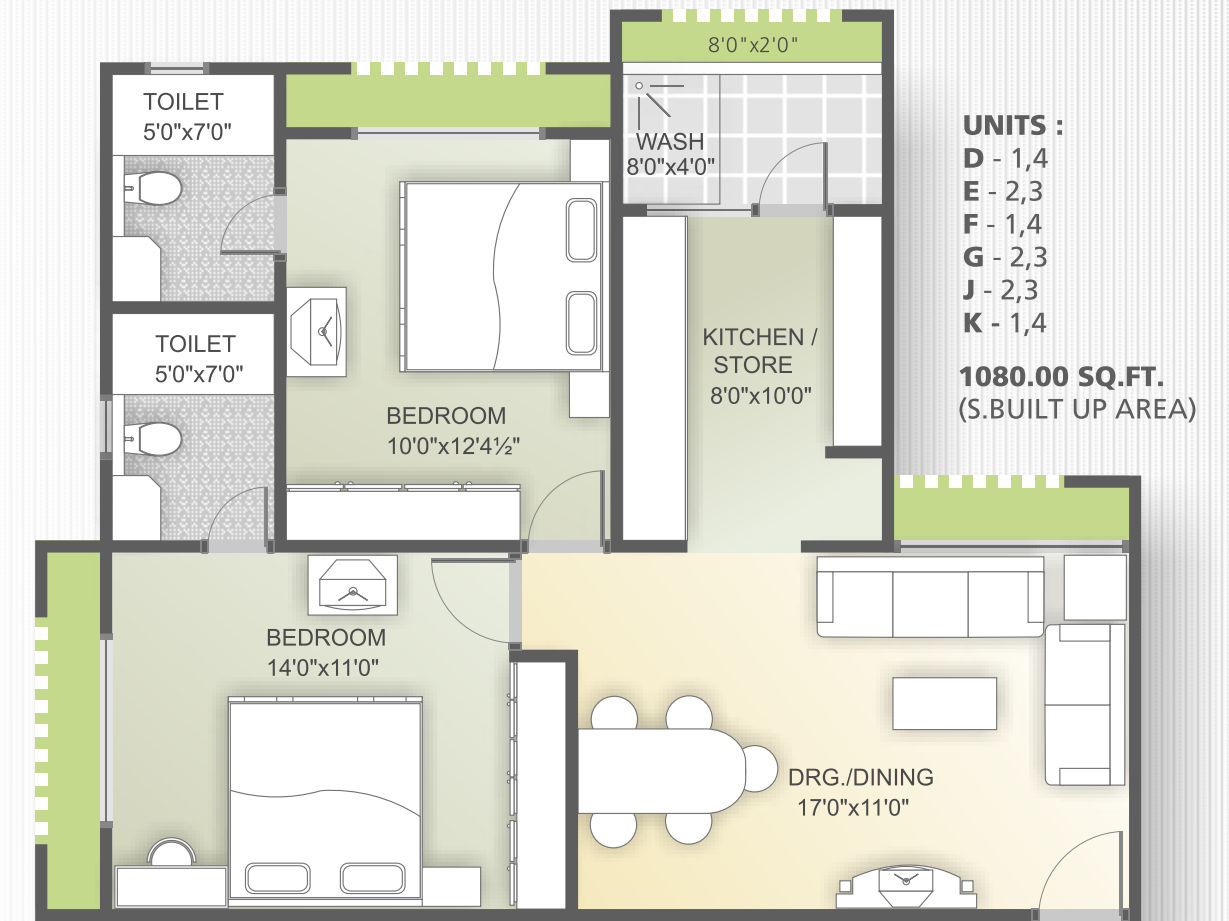 8'0"x2'0"
TOILET
5'0"x7'0"
WASH
8'0"x4'0"
UNITS :
D - 1,4
E - 2,3
F - 1,4
G - 2,3
J - 2,3
K - 1,4
1080.00 SQ.FT.
(S.BUILT UP AREA)
TOILET
5'0"x7'0"
KITCHEN /
STORE
8'0"x10'0"
BEDROOM
10'0"x12'4½"
BEDROOM
14'0"x11'0"
DRG./DINING
17'0"x11'0"